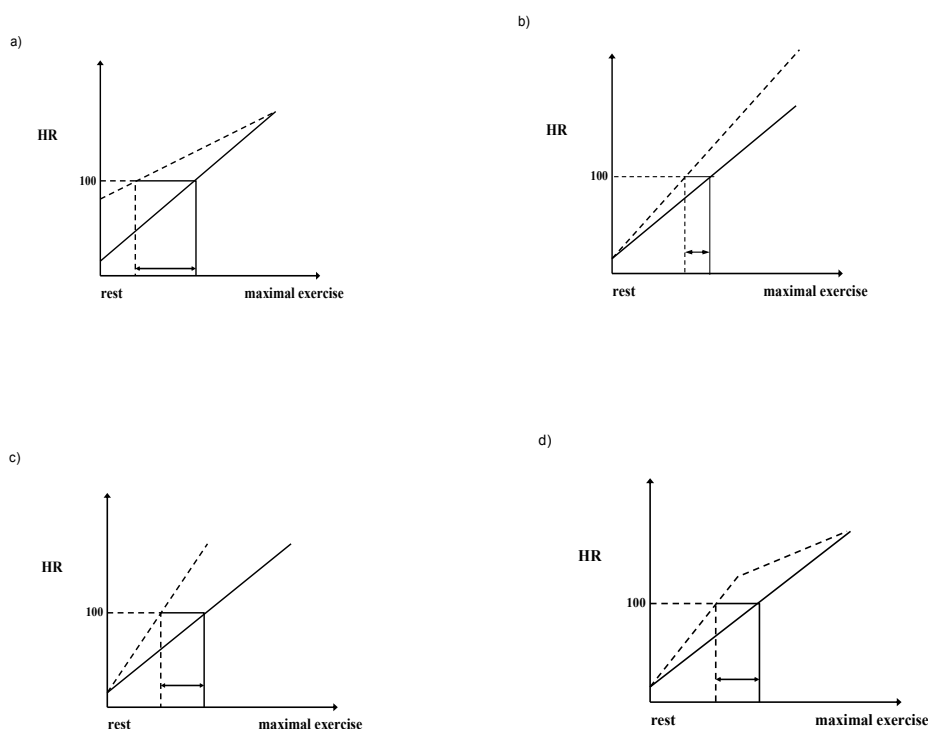 a)
HR
100
rest maximal exercise
b)
HR
100
rest maximal exercise
c)
HR
100
rest maximal exercise
d)
HR
100
rest maximal exercise